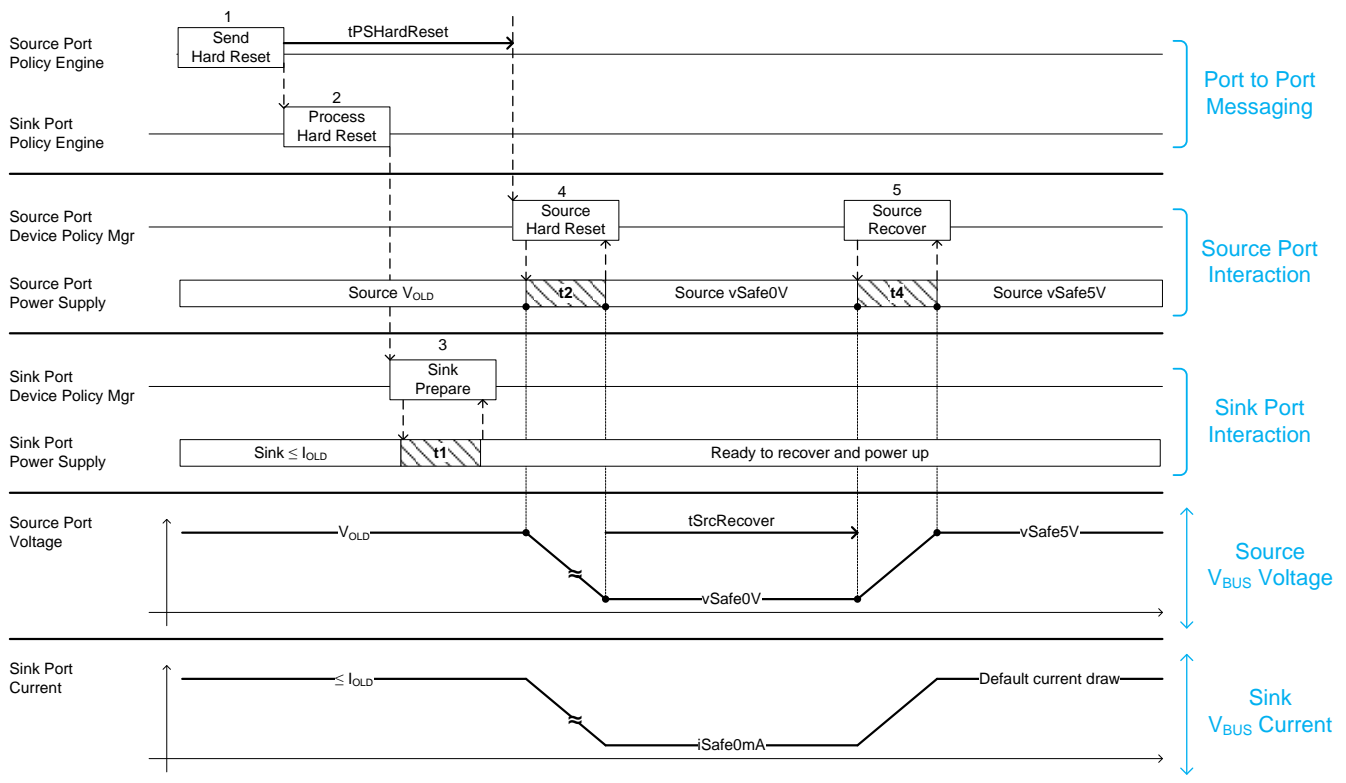 1
Send
Hard Reset
tPSHardReset
Source Port
Policy Engine
Port to Port
Messaging
2
Process
Hard Reset
Sink Port
Policy Engine
4
Source
Hard Reset
5
Source
Recover
Source Port
Device Policy Mgr
Source Port
Interaction
Source Port
Power Supply
Source VOLD
t2
Source vSafe0V
t4
Source vSafe5V
3
Sink
Prepare
Sink Port
Device Policy Mgr
Sink Port
Interaction
Sink Port
Power Supply
Sink ≤ IOLD
t1
Ready to recover and power up
Source Port
Voltage
VOLD
tSrcRecover
vSafe5V
≈
vSafe0V
Source
VBUS Voltage
Sink Port
Current
≤ IOLD
Default current draw
≈
iSafe0mA
Sink
VBUS Current